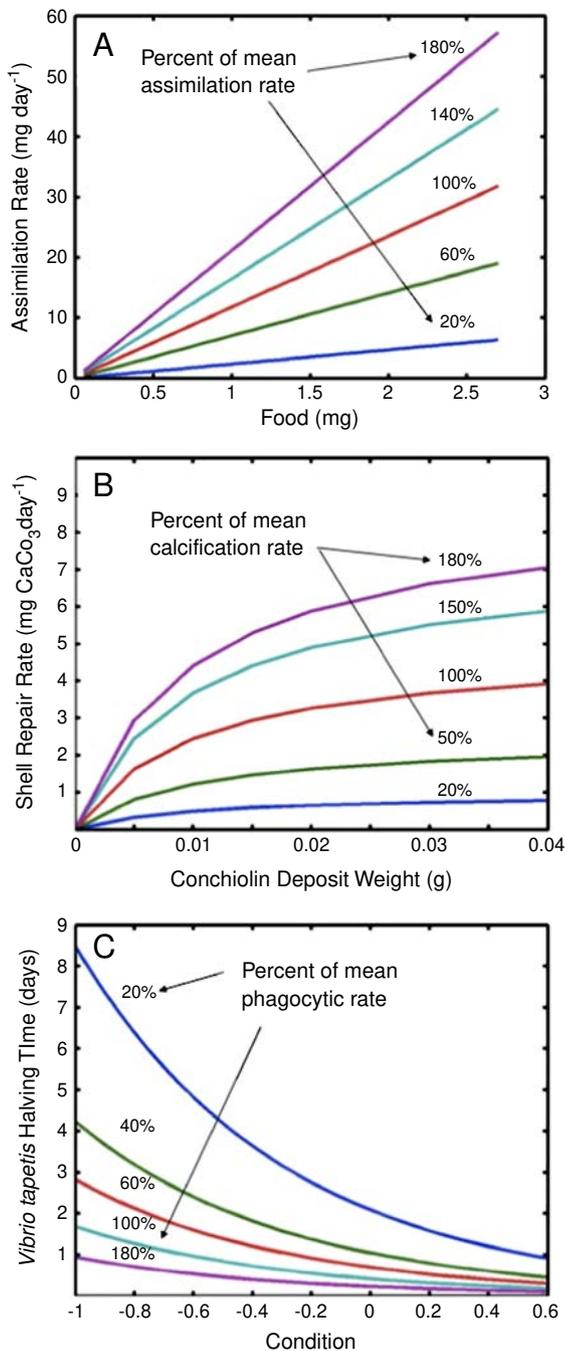 A
Percent of mean
assimilation rate
180%
140%
100%
60%
20%
Assimilation Rate (mg day-1)
60
50
40
30
20
10
0
0 0.5 1 1.5 2 2.5 3
Food (mg)
B
Percent of mean
calcification rate
180%
150%
100%
50%
20%
Shell Repair Rate (mg CaCo3day-1)
9
8
7
6
5
4
3
2
1
0 0.01 0.02 0.03 0.04
Conchiolin Deposit Weight (g)
C
Percent of mean
phagocytic rate
20%
40%
60%
100%
180%
Vibrio tapetis Halving TIme (days)
9
8
7
6
5
4
3
2
1
-1 -0.8 -0.6 -0.4 -0.2 0 0.2 0.4 0.6
Condition